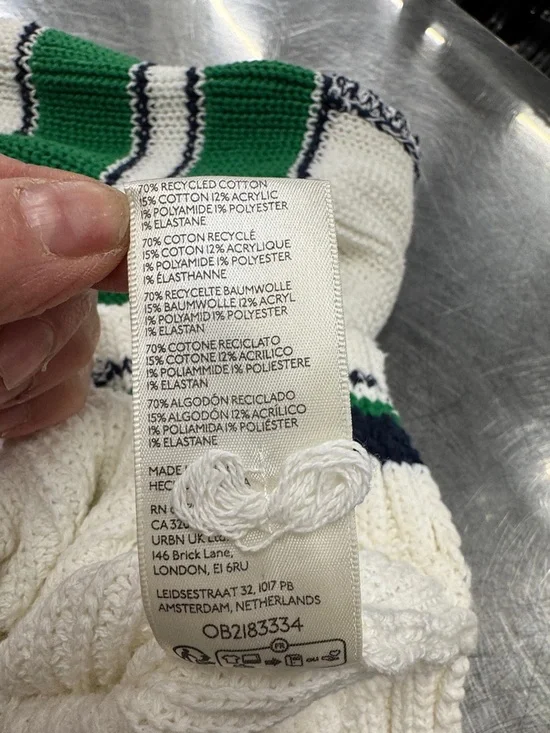 70% RECYCLED COTTON
15% COTTON 12% ACRYLIC
1% POLYAMIDE 1% POLYESTER
1% ELASTANE
70% COTON RECYCLÉ
15% COTON 12% ACRYLIQUE
1% POLYAMIDE 1% POLYESTER
1% ÉLASTHANNE
70% RECYCELTE BAUMWOLLE
15% BAUMWOLLE 12% ACRYL
1% POLYAMID 1% POLYESTER
1% ELASTAN
70% COTONE RICICLATO
15% COTONE 12% ACRILICO
1% POLIAMMIDE 1% POLIESTERE
1% ELASTAN
70% ALGODÓN RECICLADO
15% ALGODÓN 12% ACRÍLICO
1% POLIAMIDA 1% POLIÉSTER
1% ELASTANE
MADE
RN
CA
URBN UK
146 Brick Lane,
LONDON, E1 6RU
LEIDSESTRAAT 32, 1017 PB
AMSTERDAM, NETHERLANDS
OB2183334
FR
OU